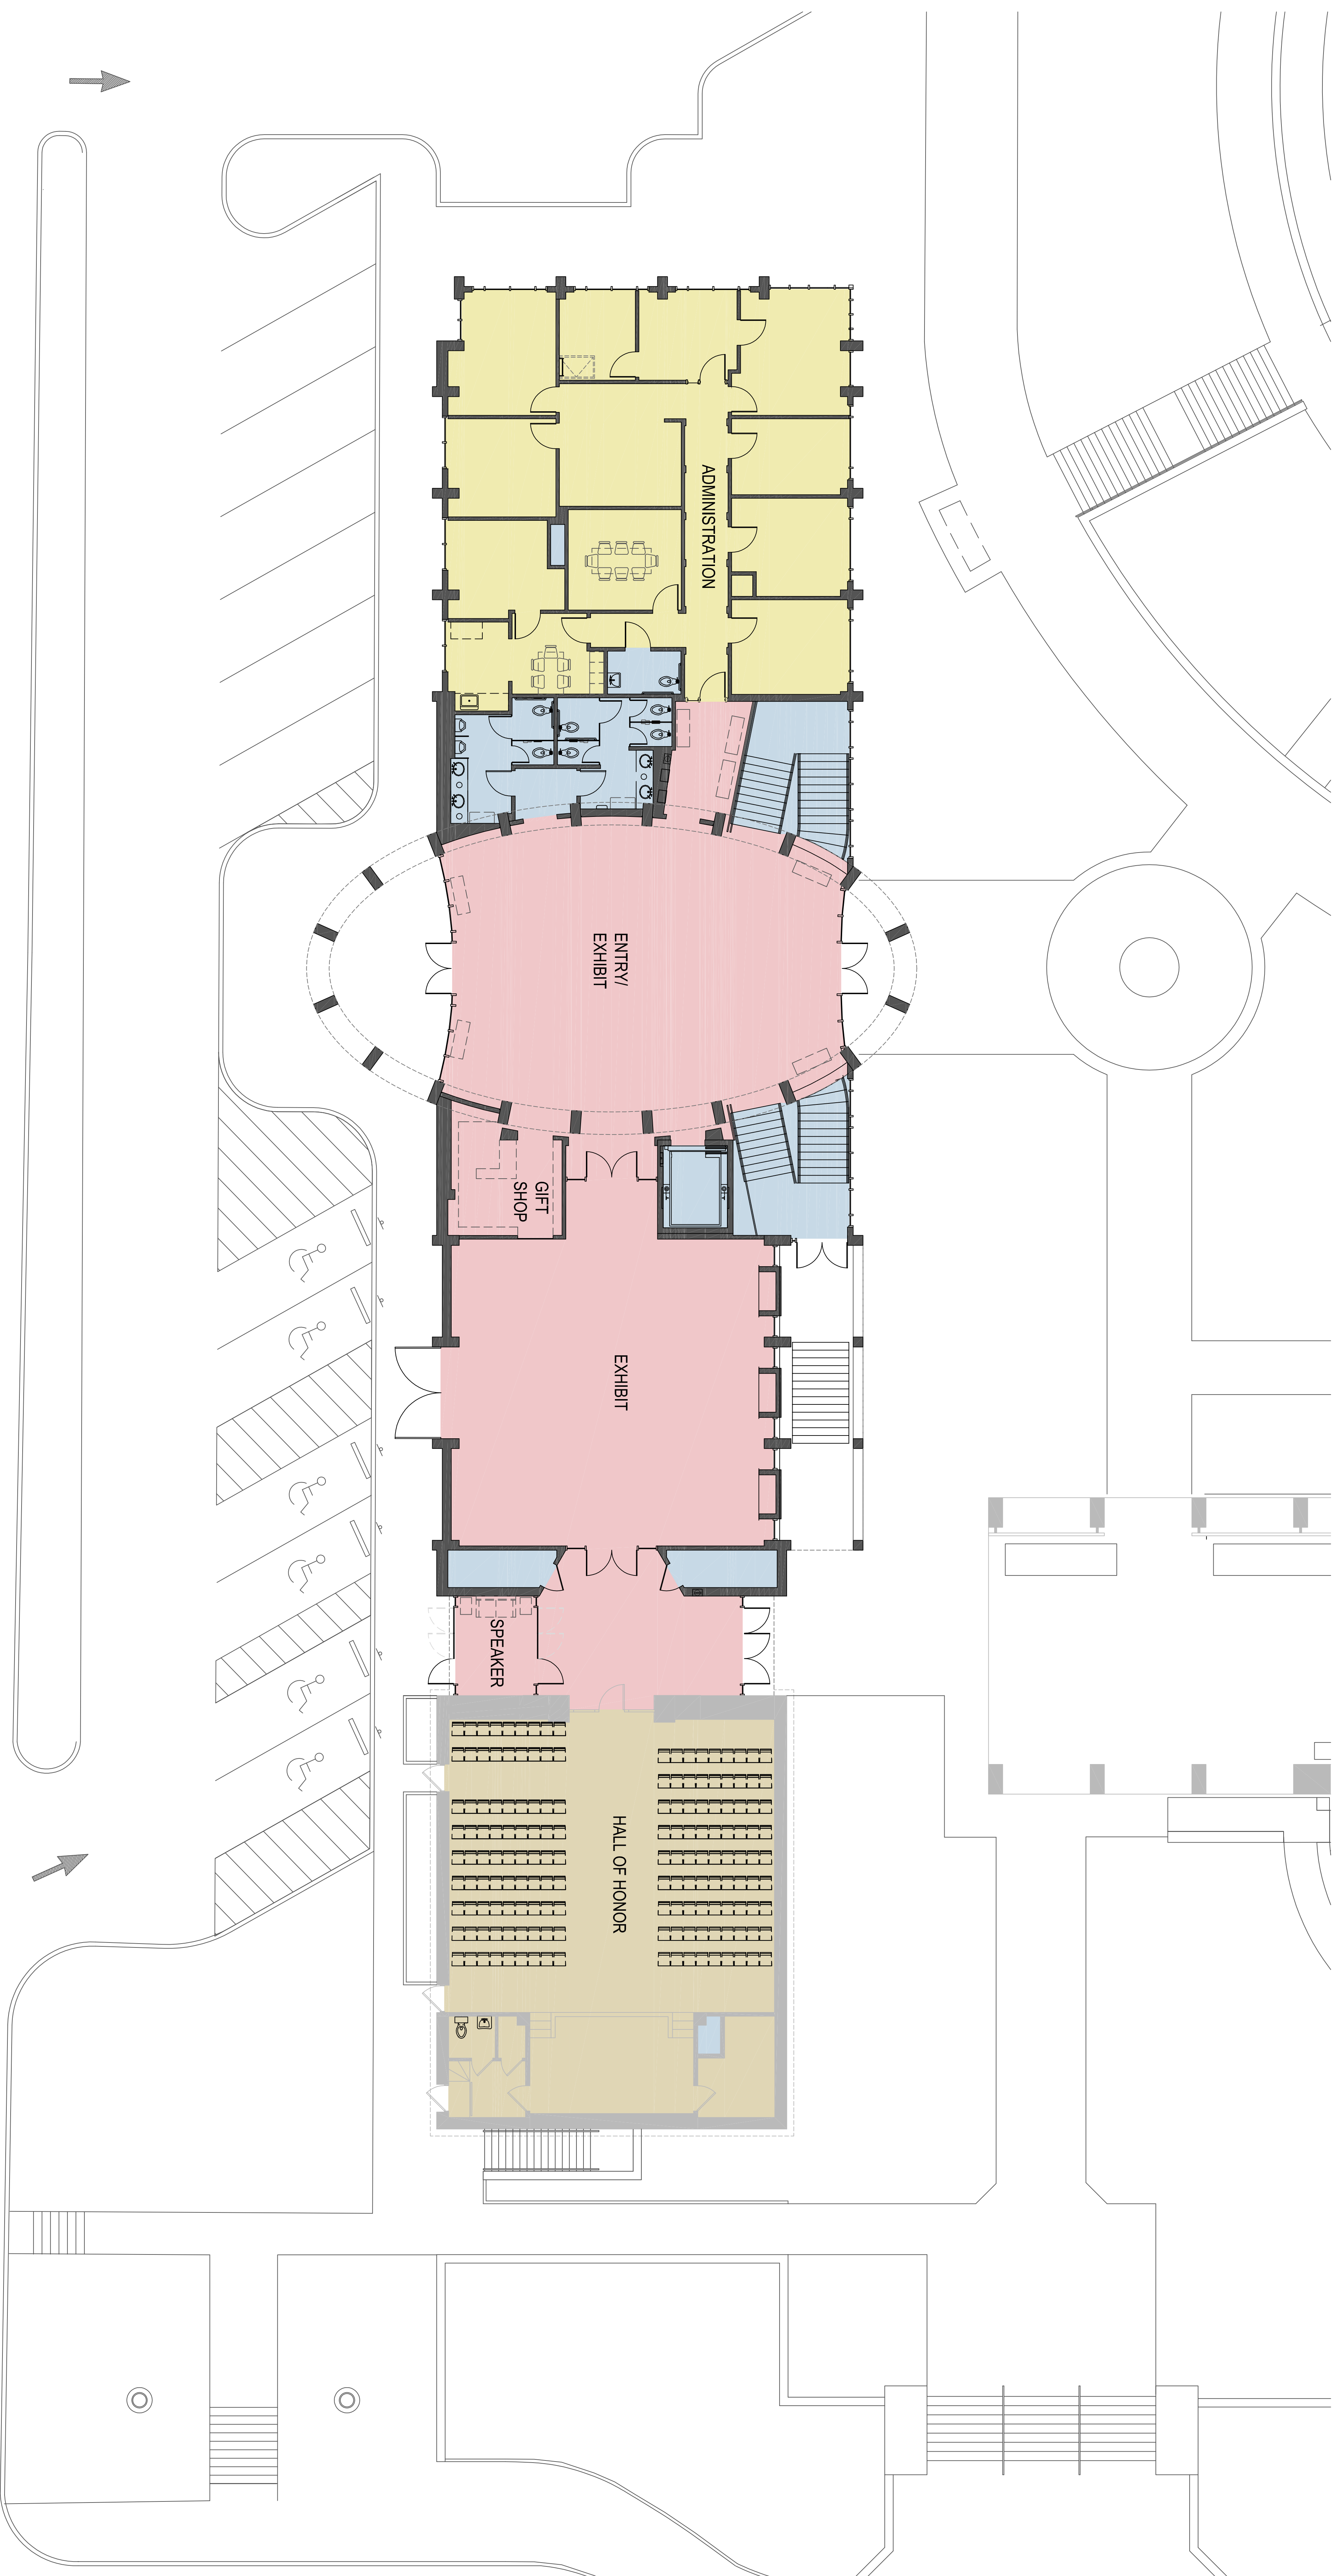 ADMINISTRATION
ENTRY/
EXHIBIT
GIFT
SHOP
EXHIBIT
SPEAKER
HALL OF HONOR